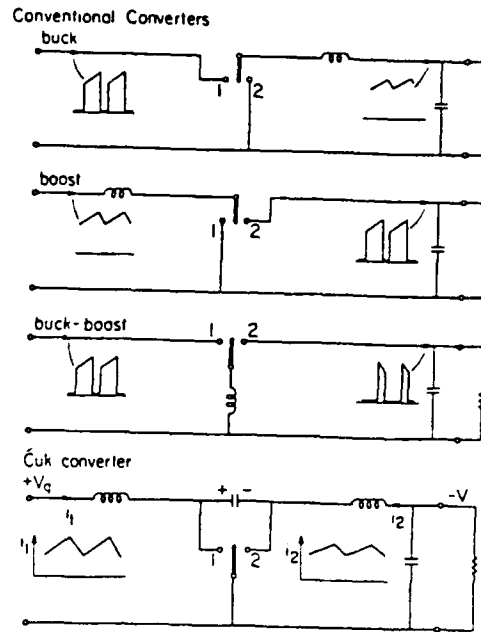 Conventional Converters
buck
1 2
boost
1 2
buck-boost
1 2
Ćuk converter
+Vg + - -V
i1 i2
i1 1 2 i2